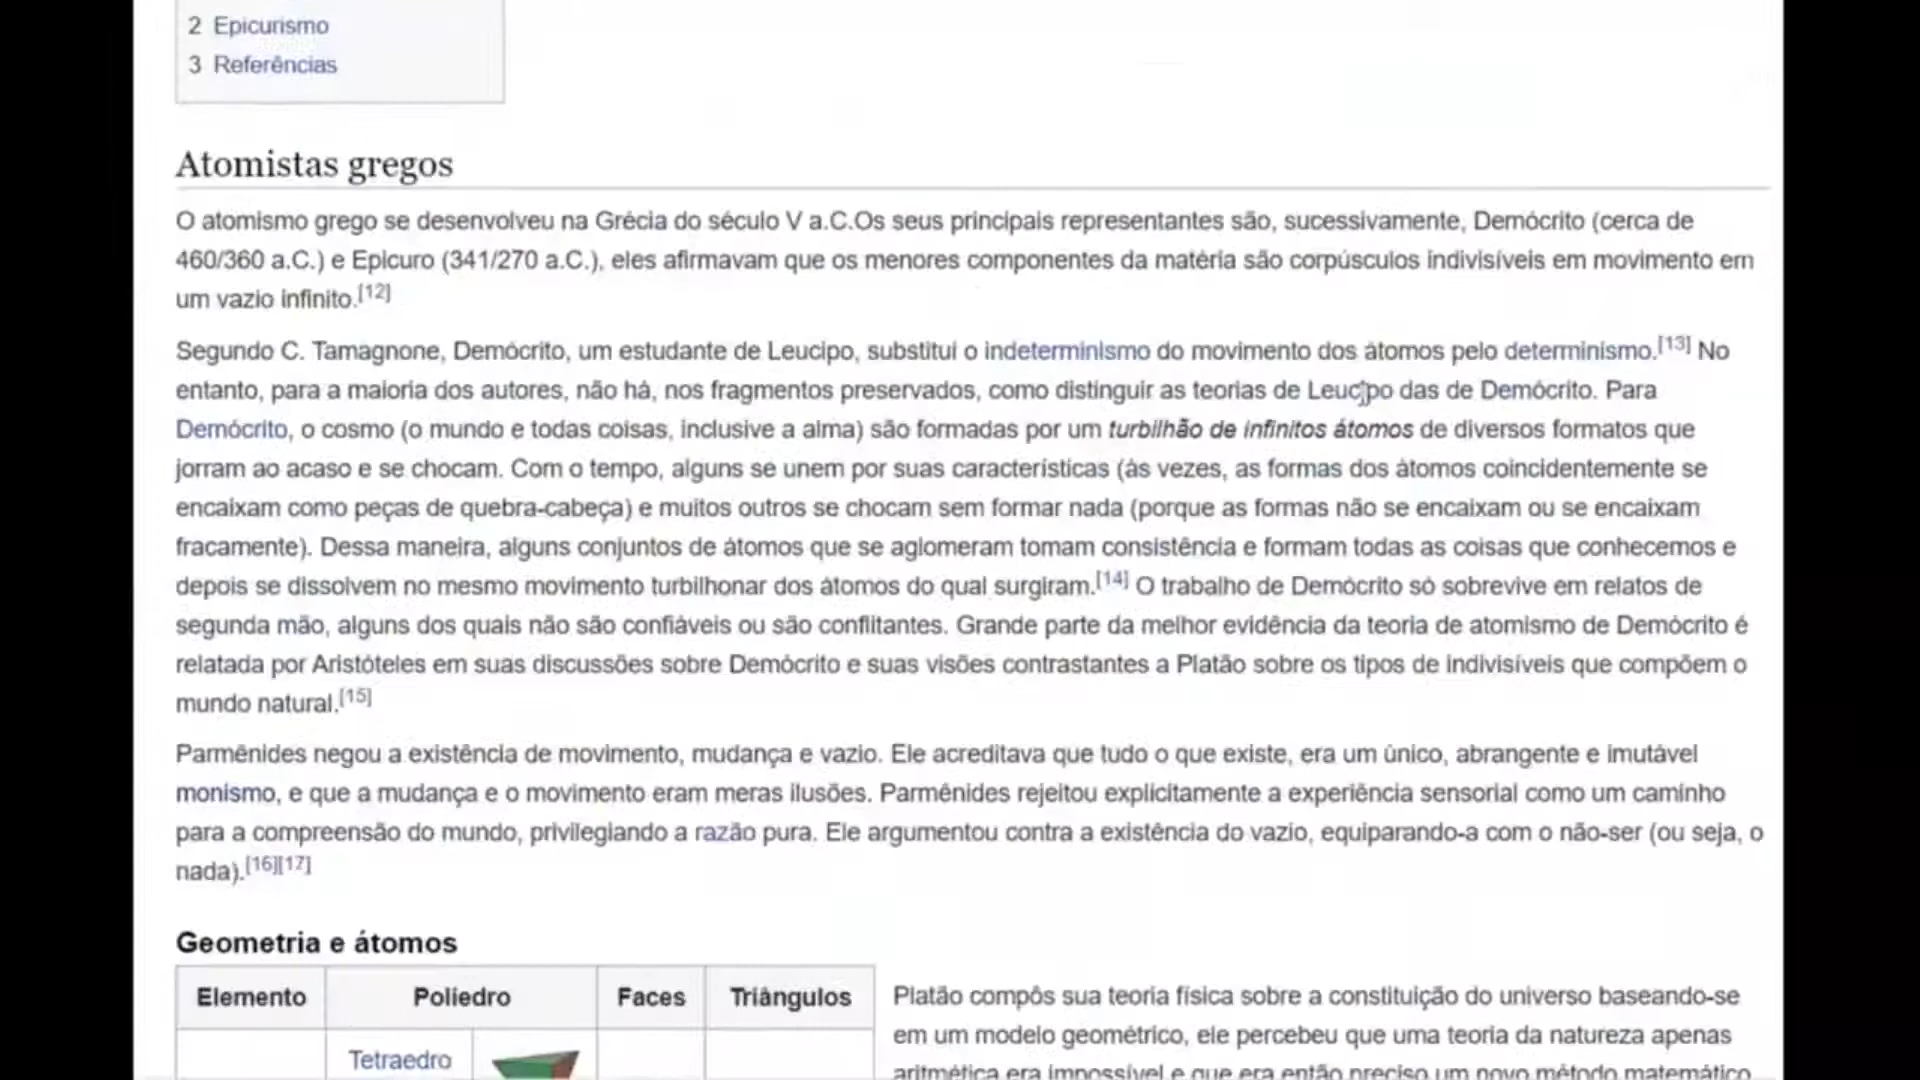 2 Epicurismo
3 Referências
Atomistas gregos
O atomismo grego se desenvolveu na Grécia do século V a.C.Os seus principais representantes são, sucessivamente, Demócrito (cerca de
460/360 a.C.) e Epicuro (341/270 a.C.), eles afirmavam que os menores componentes da matéria são corpúsculos indivisíveis em movimento em
um vazio infinito.[12]
Segundo C. Tamagnone, Demócrito, um estudante de Leucipo, substitui o indeterminismo do movimento dos átomos pelo determinismo.[13] No
entanto, para a maioria dos autores, não há, nos fragmentos preservados, como distinguir as teorias de Leucipo das de Demócrito. Para
Demócrito, o cosmo (o mundo e todas coisas, inclusive a alma) são formadas por um turbilhão de infinitos átomos de diversos formatos que
jorram ao acaso e se chocam. Com o tempo, alguns se unem por suas características (às vezes, as formas dos átomos coincidentemente se
encaixam como peças de quebra-cabeça) e muitos outros se chocam sem formar nada (porque as formas não se encaixam ou se encaixam
fracamente). Dessa maneira, alguns conjuntos de átomos que se aglomeram tomam consistência e formam todas as coisas que conhecemos e
depois se dissolvem no mesmo movimento turbilhonar dos átomos do qual surgiram.[14] O trabalho de Demócrito só sobrevive em relatos de
segunda mão, alguns dos quais não são confiáveis ou são conflitantes. Grande parte da melhor evidência da teoria de atomismo de Demócrito é
relatada por Aristóteles em suas discussões sobre Demócrito e suas visões contrastantes a Platão sobre os tipos de indivisíveis que compõem o
mundo natural.[15]
Parmênides negou a existência de movimento, mudança e vazio. Ele acreditava que tudo o que existe, era um único, abrangente e imutável
monismo, e que a mudança e o movimento eram meras ilusões. Parmênides rejeitou explicitamente a experiência sensorial como um caminho
para a compreensão do mundo, privilegiando a razão pura. Ele argumentou contra a existência do vazio, equiparando-a com o não-ser (ou seja, o
nada).[16][17]
Geometria e átomos
Elemento Poliedro Faces Triângulos
Tetraedro
Platão compôs sua teoria física sobre a constituição do universo baseando-se
em um modelo geométrico, ele percebeu que uma teoria da natureza apenas
aritmética era impossível e que era então preciso um novo método matemático